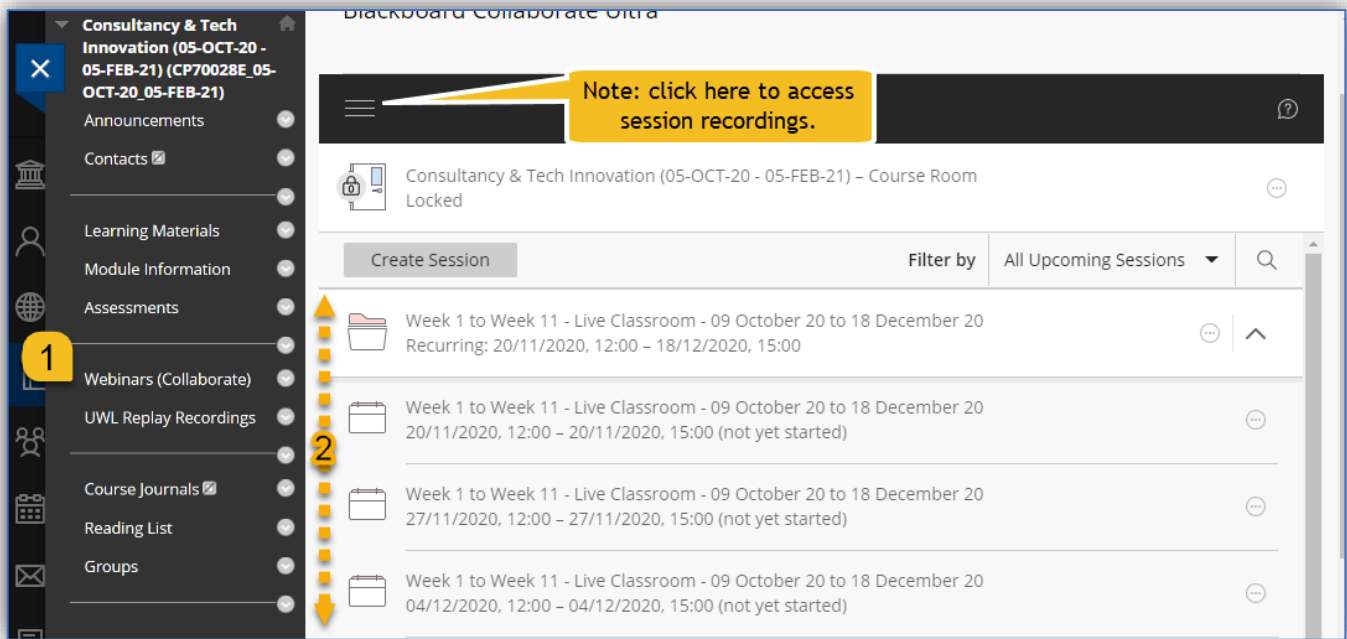 Consultancy & Tech
Innovation (05-OCT-20 -
05-FEB-21) (CP70028E_05-
OCT-20_05-FEB-21)
Announcements
Contacts
Learning Materials
Module Information
Assessments
1
Webinars (Collaborate)
UWL Replay Recordings
Course Journals
Reading List
Groups
Blackboard Collaborate Ultra
Note: click here to access
session recordings.
Consultancy & Tech Innovation (05-OCT-20 - 05-FEB-21) – Course Room
Locked
Create Session
Filter by
All Upcoming Sessions
2
Week 1 to Week 11 - Live Classroom - 09 October 20 to 18 December 20
Recurring: 20/11/2020, 12:00 – 18/12/2020, 15:00
Week 1 to Week 11 - Live Classroom - 09 October 20 to 18 December 20
20/11/2020, 12:00 – 20/11/2020, 15:00 (not yet started)
Week 1 to Week 11 - Live Classroom - 09 October 20 to 18 December 20
27/11/2020, 12:00 – 27/11/2020, 15:00 (not yet started)
Week 1 to Week 11 - Live Classroom - 09 October 20 to 18 December 20
04/12/2020, 12:00 – 04/12/2020, 15:00 (not yet started)